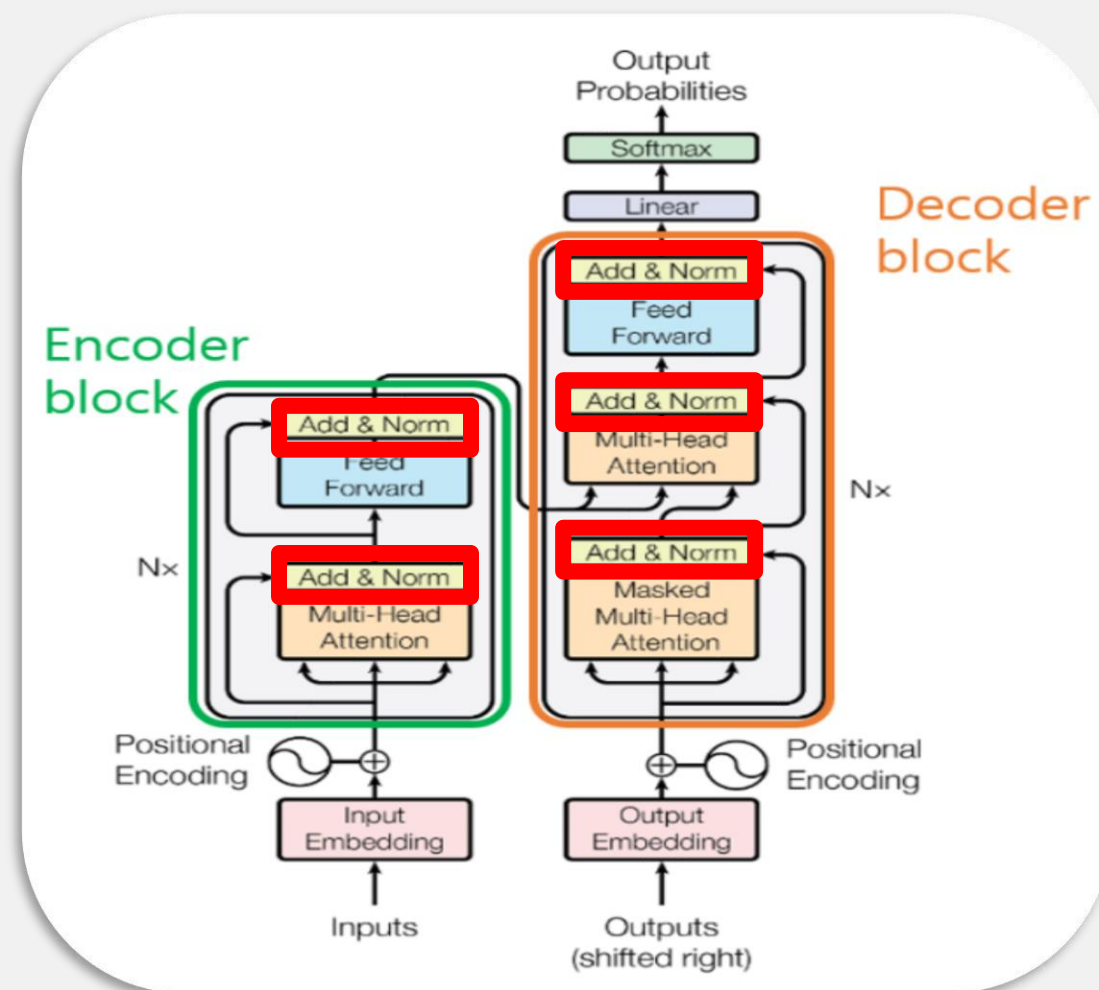 Output
Probabilities
Softmax
Linear
Decoder
block
Add & Norm
Feed
Forward
Add & Norm
Multi-Head
Attention
Nx
Add & Norm
Masked
Multi-Head
Attention
Encoder
block
Add & Norm
Feed
Forward
Nx
Add & Norm
Multi-Head
Attention
Positional
Encoding
Positional
Encoding
Input
Embedding
Output
Embedding
Inputs
Outputs
(shifted right)